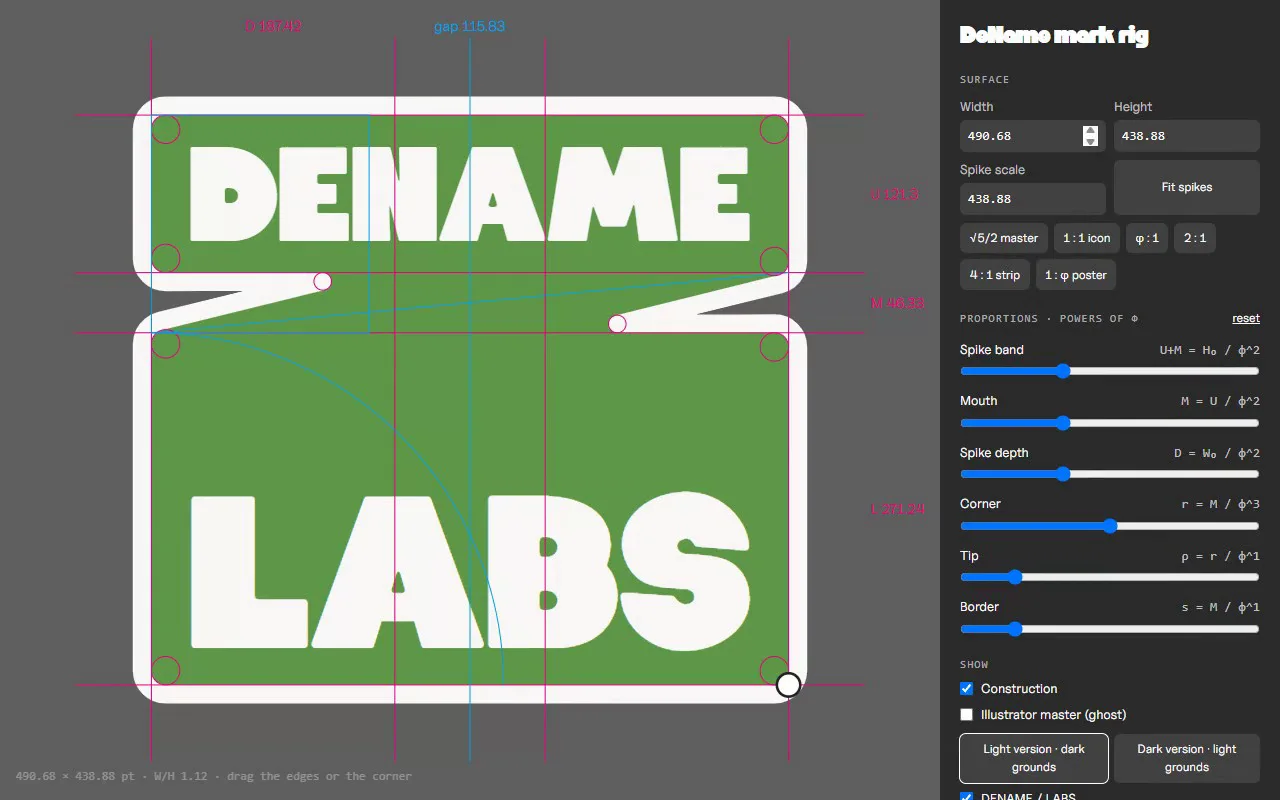 D 187.42
gap 115.83
DENAME
LABS
M 46.38
L 271.24
490.68 × 438.88 pt · W/H 1.12 · drag the edges or the corner
DeName mark rig
SURFACE
Width
Height
490.68
438.88
Spike scale
438.88
Fit spikes
√5/2 master
1:1 icon
φ:1
2:1
4:1 strip
1:φ poster
PROPORTIONS · POWERS OF Φ
reset
Spike band
U+M = H₀ / ϕ^2
Mouth
M = U / ϕ^2
Spike depth
D = W₀ / ϕ^2
Corner
r = M / ϕ^3
Tip
ρ = r / ϕ^1
Border
s = M / ϕ^1
SHOW
Construction
Illustrator master (ghost)
Light version · dark
grounds
Dark version · light
grounds
DENAME / LABS